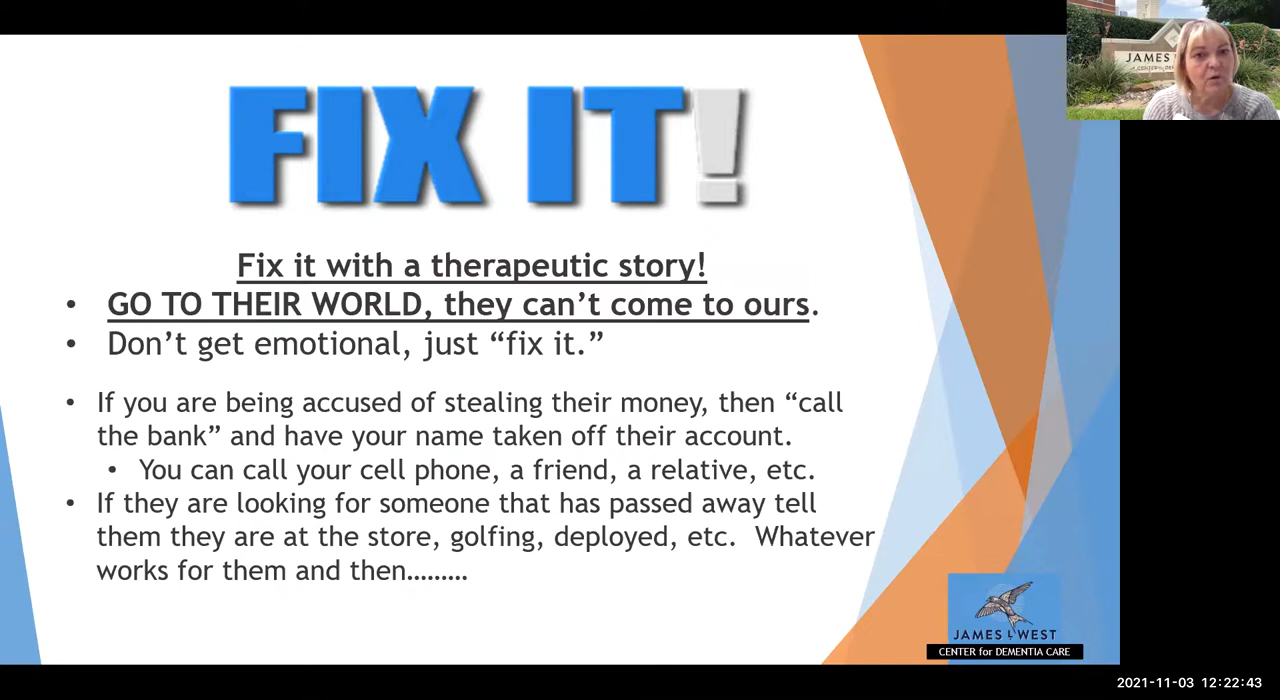 FIX IT!
Fix it with a therapeutic story!
• GO TO THEIR WORLD, they can’t come to ours.
• Don’t get emotional, just “fix it.”
• If you are being accused of stealing their money, then “call
the bank” and have your name taken off their account.
• You can call your cell phone, a friend, a relative, etc.
• If they are looking for someone that has passed away tell
them they are at the store, golfing, deployed, etc.  Whatever
works for them and then………
JAMES L WEST
CENTER for DEMENTIA CARE
JAMES
2021-11-03 12:22:43